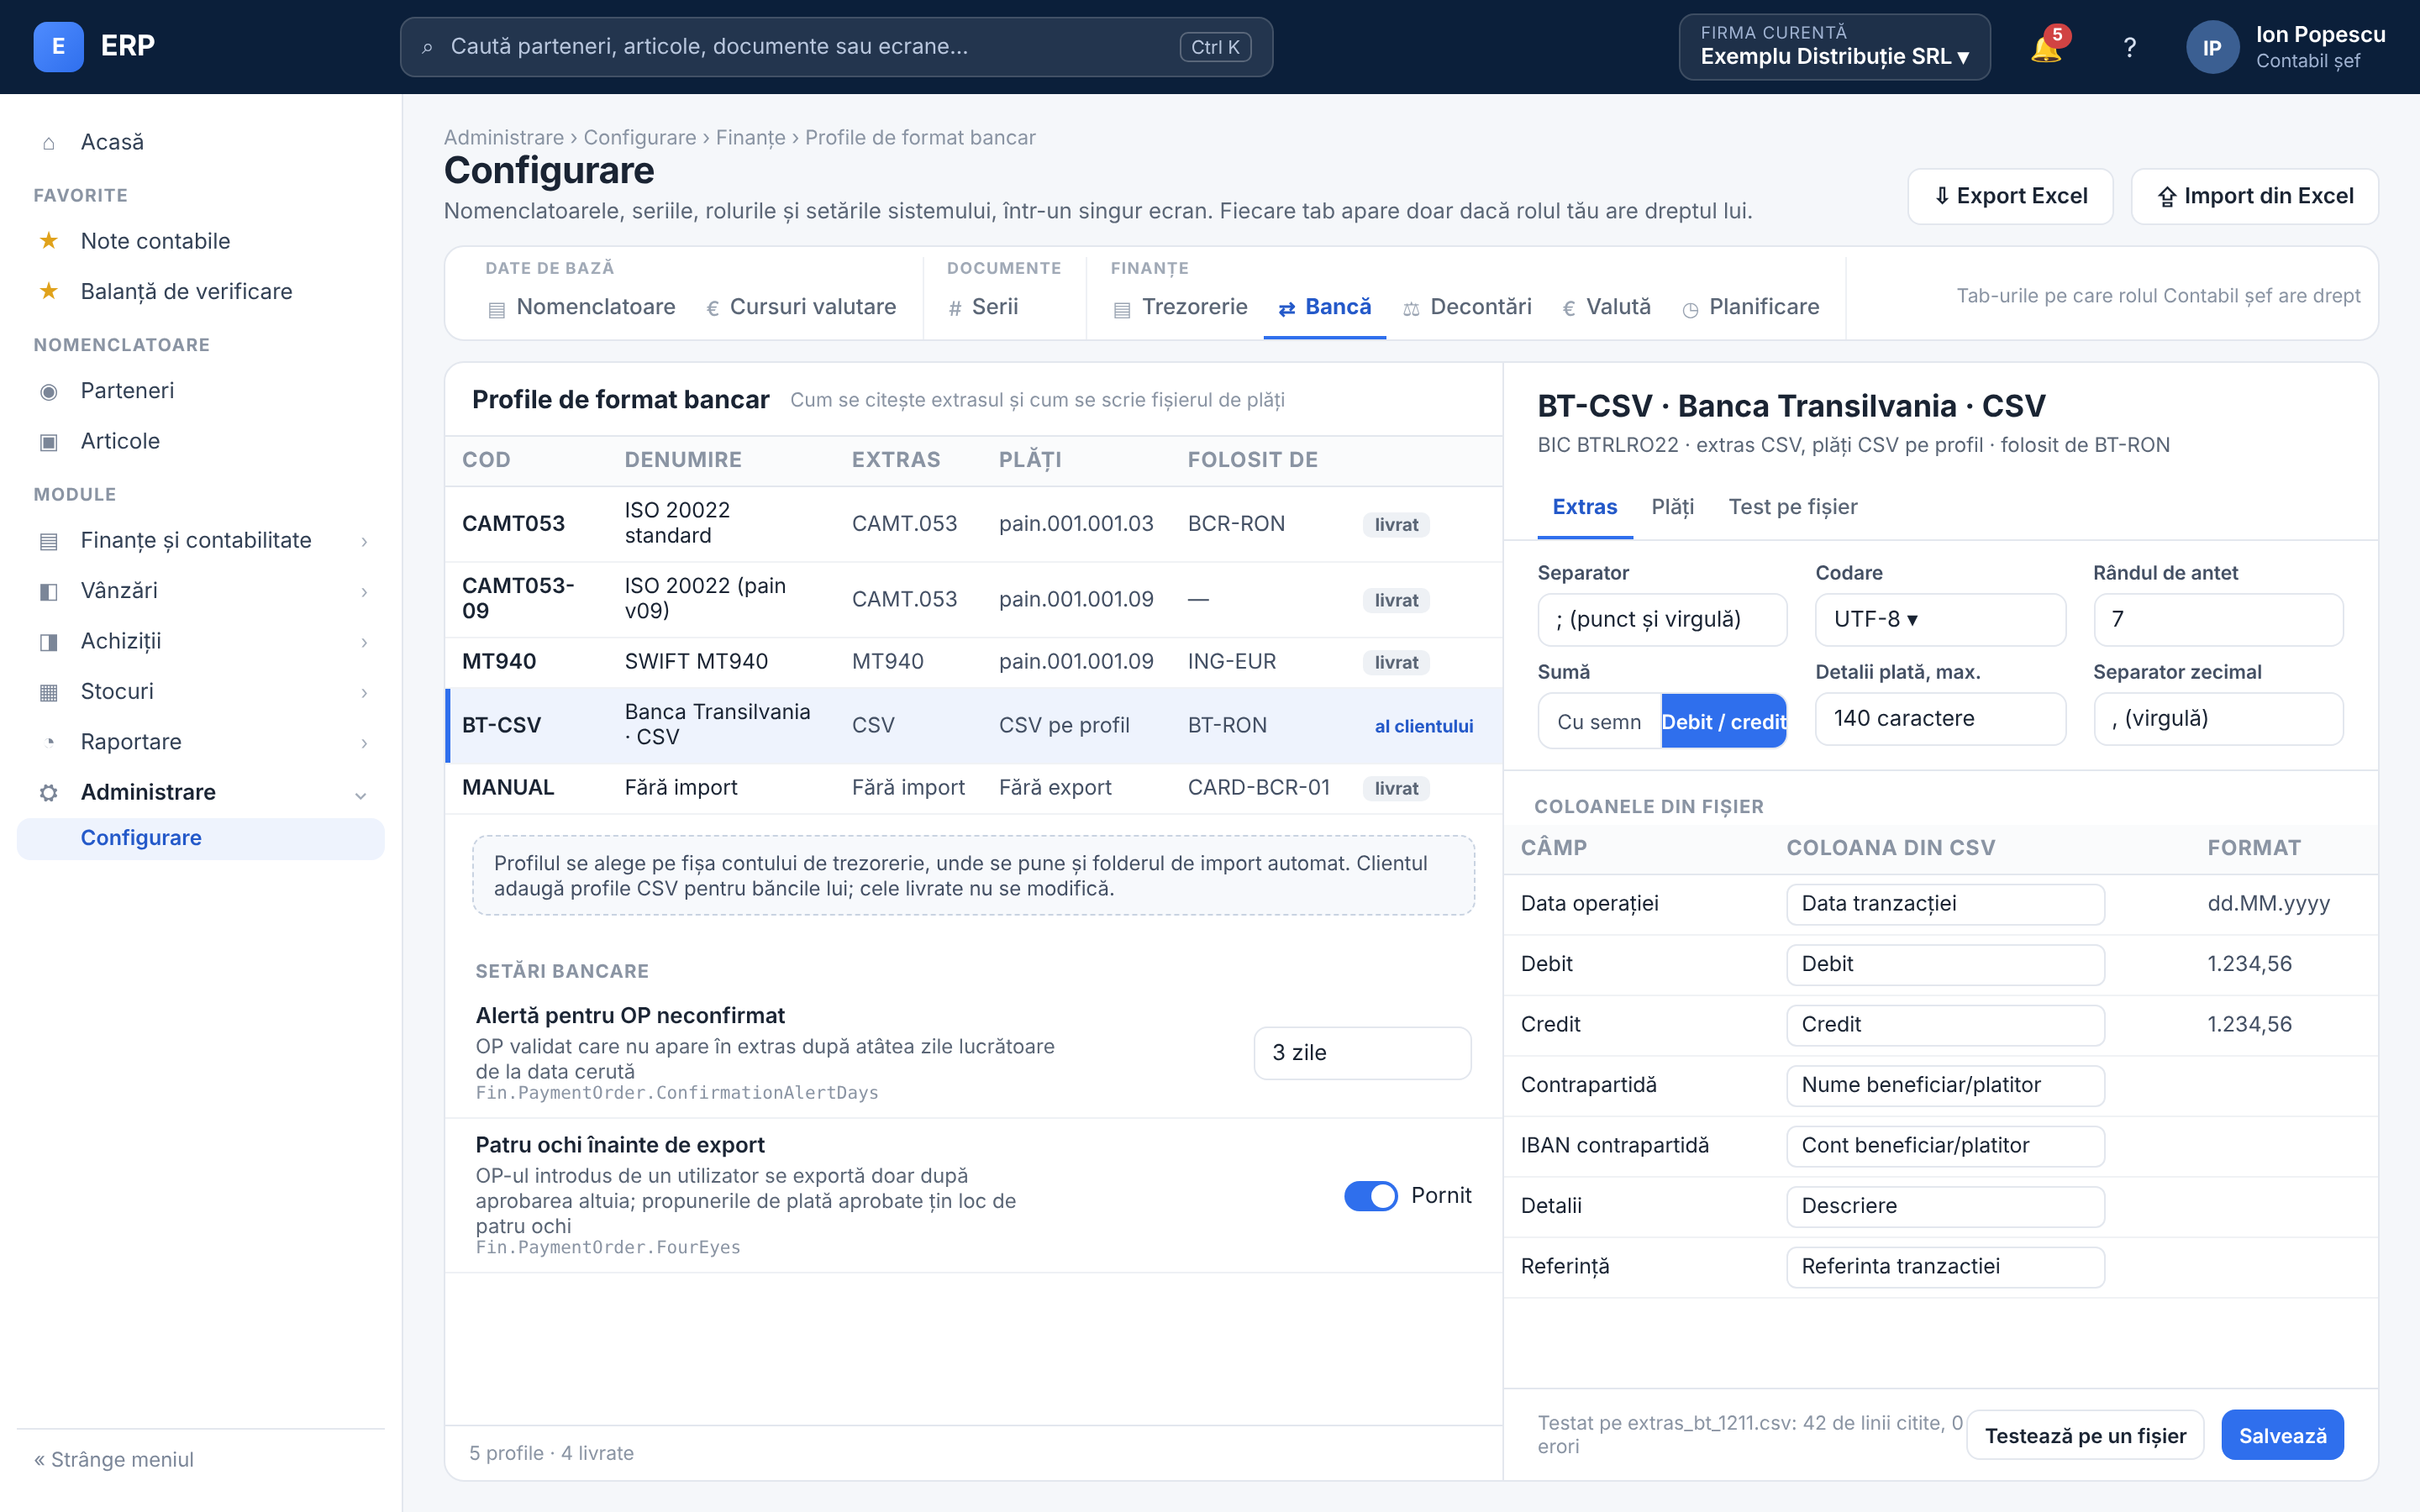 E ERP
Caută parteneri, articole, documente sau ecrane... Ctrl K
FIRMA CURENTĂ
Exemplu Distribuție SRL ▾
5
?
IP
Ion Popescu
Contabil șef
Acasă
FAVORITE
★ Note contabile
★ Balanță de verificare
NOMENCLATOARE
Parteneri
Articole
MODULE
Finanțe și contabilitate ›
Vânzări ›
Achiziții ›
Stocuri ›
Raportare ›
Administrare
Configurare
« Strânge meniul
Administrare › Configurare › Finanțe › Profile de format bancar
Configurare
Nomenclatoarele, seriile, rolurile și setările sistemului, într-un singur ecran. Fiecare tab apare doar dacă rolul tău are dreptul lui.
⇩ Export Excel
Import din Excel
DATE DE BAZĂ
Nomenclatoare € Cursuri valutare
DOCUMENTE
# Serii
FINANȚE
Trezorerie ⇄ Bancă Decontări € Valută Planificare
Tab-urile pe care rolul Contabil șef are drept
Profile de format bancar Cum se citește extrasul și cum se scrie fișierul de plăți
COD DENUMIRE EXTRAS PLĂȚI FOLOSIT DE
CAMT053 ISO 20022 standard CAMT.053 pain.001.001.03 BCR-RON livrat
CAMT053-09 ISO 20022 (pain v09) CAMT.053 pain.001.001.09 — livrat
MT940 SWIFT MT940 MT940 pain.001.001.09 ING-EUR livrat
BT-CSV Banca Transilvania · CSV CSV CSV pe profil BT-RON al clientului
MANUAL Fără import Fără import Fără export CARD-BCR-01 livrat
Profilul se alege pe fișa contului de trezorerie, unde se pune și folderul de import automat. Clientul
adaugă profile CSV pentru băncile lui; cele livrate nu se modifică.
SETĂRI BANCARE
Alertă pentru OP neconfirmat
OP validat care nu apare în extras după atâtea zile lucrătoare
de la data cerută
Fin.PaymentOrder.ConfirmationAlertDays
3 zile
Patru ochi înainte de export
OP-ul introdus de un utilizator se exportă doar după
aprobarea altuia; propunerile de plată aprobate țin loc de
patru ochi
Fin.PaymentOrder.FourEyes
Pornit
5 profile · 4 livrate
BT-CSV · Banca Transilvania · CSV
BIC BTRLRO22 · extras CSV, plăți CSV pe profil · folosit de BT-RON
Extras Plăți Test pe fișier
Separator Codare Rândul de antet
; (punct și virgulă) UTF-8 ▾ 7
Sumă Detalii plată, max. Separator zecimal
Cu semn Debit / credit 140 caractere , (virgulă)
COLOANELE DIN FIȘIER
CÂMP COLOANA DIN CSV FORMAT
Data operației Data tranzacției dd.MM.yyyy
Debit Debit 1.234,56
Credit Credit 1.234,56
Contrapartidă Nume beneficiar/platitor
IBAN contrapartidă Cont beneficiar/platitor
Detalii Descriere
Referință Referinta tranzactiei
Testat pe extras_bt_1211.csv: 42 de linii citite, 0
erori
Testează pe un fișier
Salvează